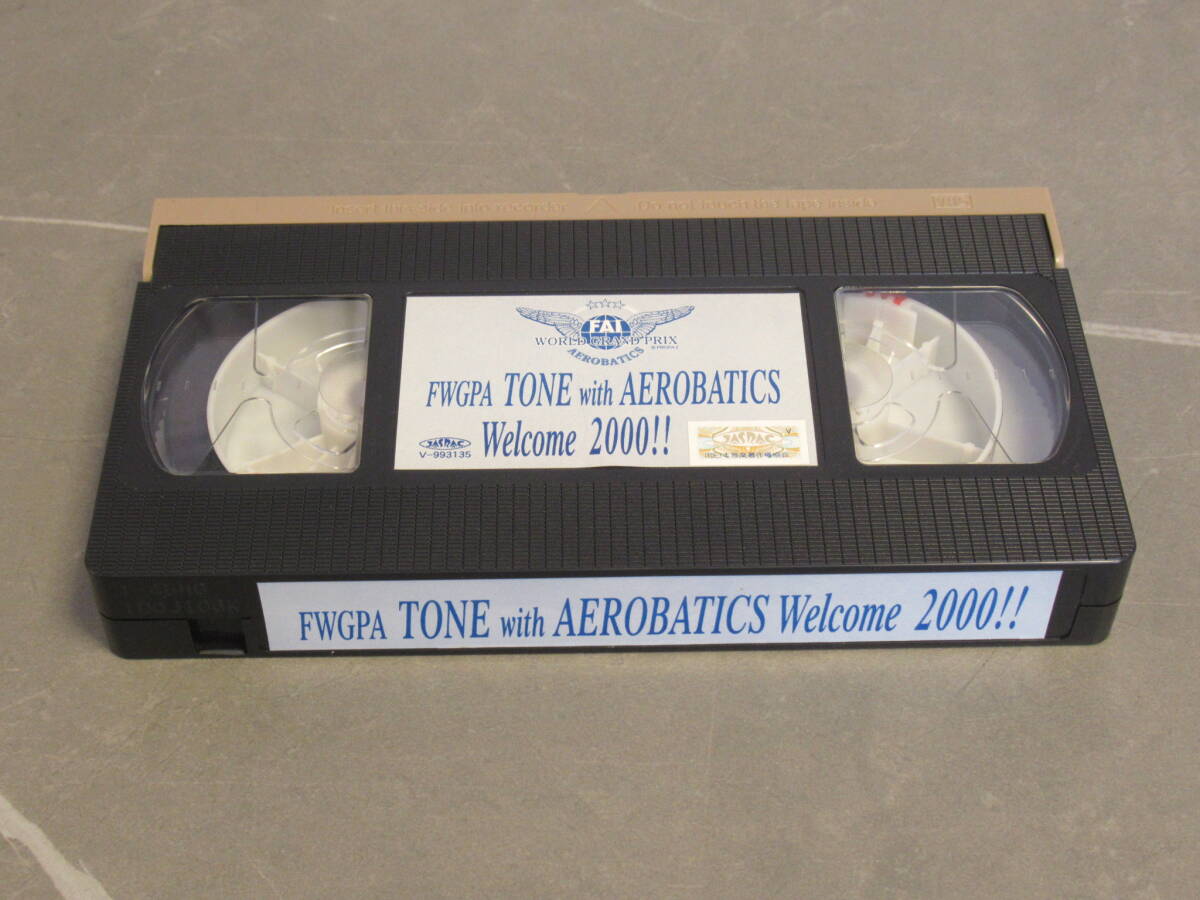 Insert this side into recorder Do not touch the tape inside VHS
FAI
WORLD GRAND PRIX
AEROBATICS
FWGPA TONE with AEROBATICS
Welcome 2000!!
JASRAC
V-993135
V
JASRAC
FWGPA TONE with AEROBATICS Welcome 2000!!